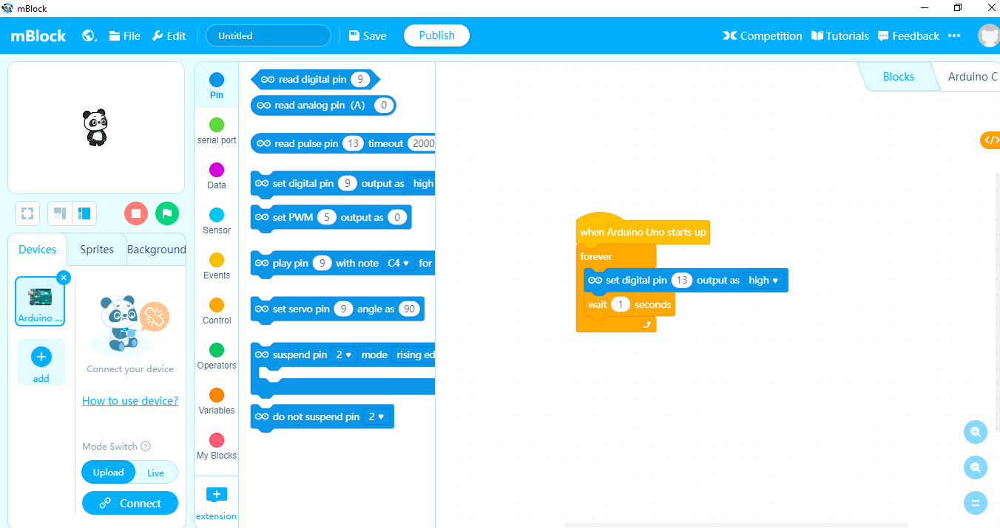 mBlock
mBlock File Edit Untitled Save Publish Competition Tutorials Feedback
Blocks Arduino C
Devices Sprites Background
Arduino ...
add
Connect your device
How to use device?
Mode Switch ?
Upload Live
Connect
Pin
serial port
Data
Sensor
Events
Control
Operators
Variables
My Blocks
extension
read digital pin 9
read analog pin (A) 0
read pulse pin 13 timeout 2000
set digital pin 9 output as high
set PWM 5 output as 0
play pin 9 with note C4 for
set servo pin 9 angle as 90
suspend pin 2 mode rising ed
do not suspend pin 2
when Arduino Uno starts up
forever
set digital pin 13 output as high
wait 1 seconds